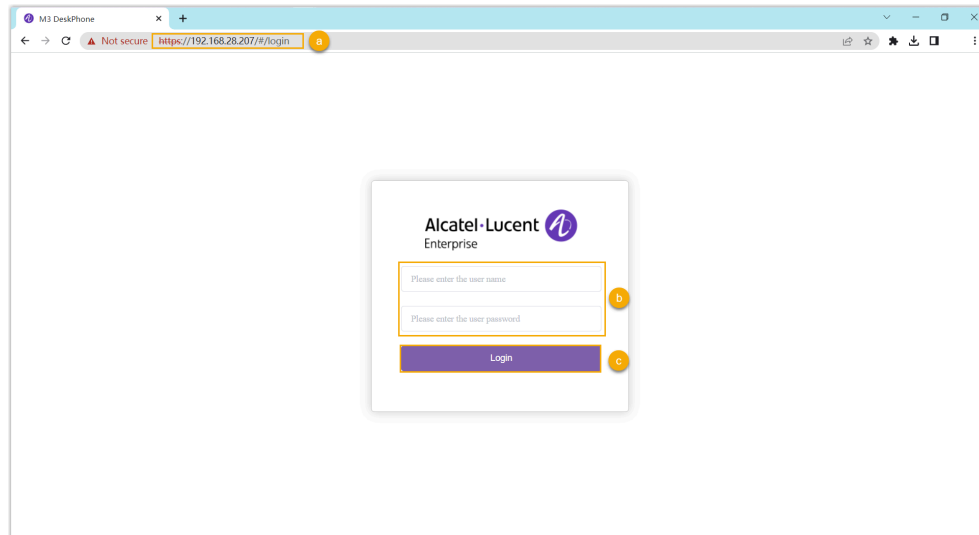 M3 DeskPhone
Not secure https://192.168.28.207/#/login a
Alcatel·Lucent
Enterprise
Please enter the user name
b
Please enter the user password
Login
c